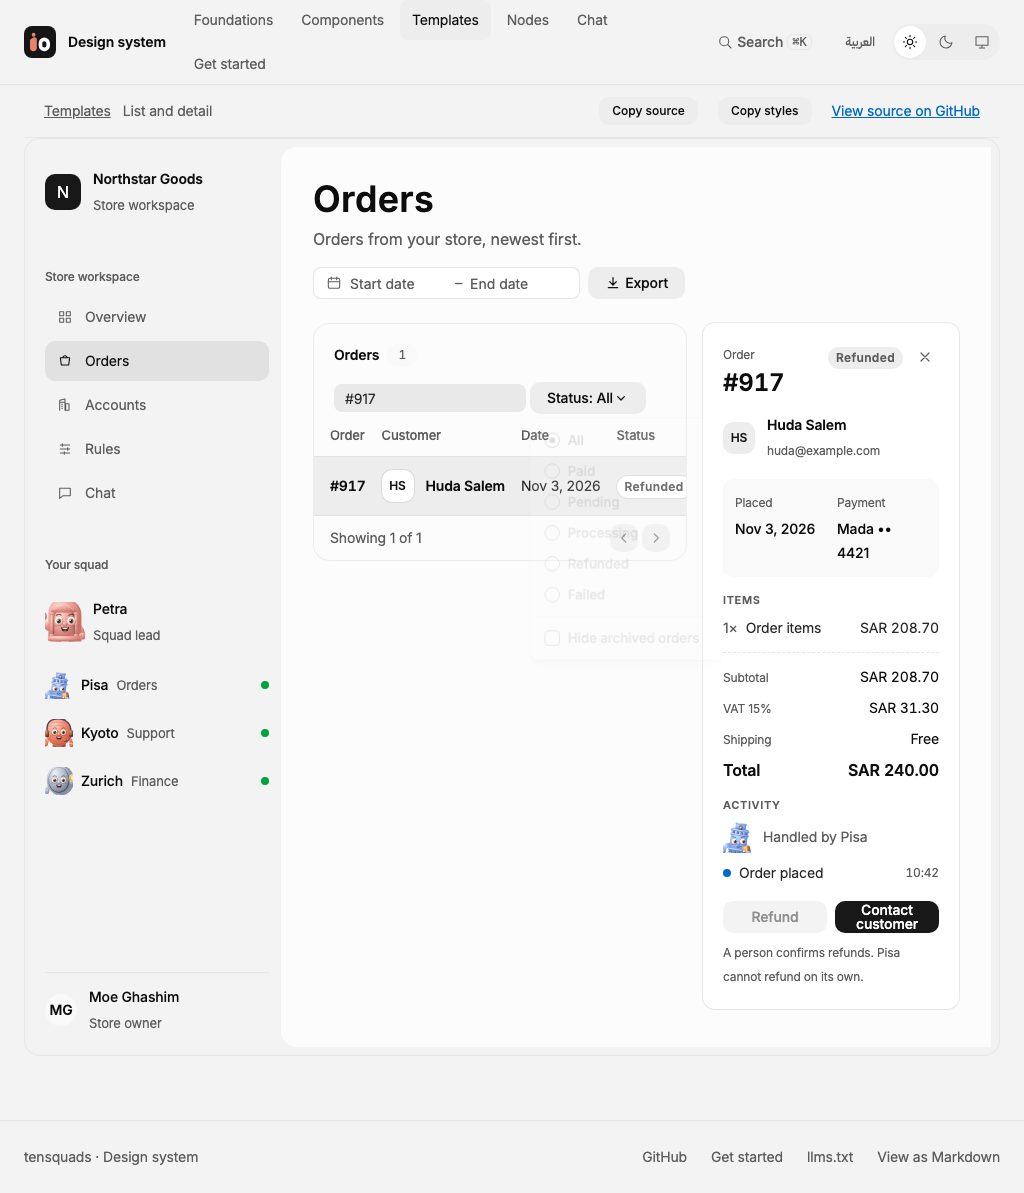 Foundations
Components
Templates
Nodes
Chat
io
Design system
Search ⌘K
العربية
Get started
Templates
List and detail
Copy source
Copy styles
View source on GitHub
N
Northstar Goods
Store workspace
Store workspace
Overview
Orders
Accounts
Rules
Chat
Your squad
Petra
Squad lead
Pisa Orders
Kyoto Support
Zurich Finance
MG
Moe Ghashim
Store owner
Orders
Orders from your store, newest first.
Start date – End date
Export
Orders 1
#917
Status: All
Order Customer Date Status
#917 HS Huda Salem Nov 3, 2026 Refunded
Showing 1 of 1
All
Paid
Pending
Processing
Refunded
Failed
Hide archived orders
Order
Refunded
#917
HS
Huda Salem
huda@example.com
Placed
Nov 3, 2026
Payment
Mada ••
4421
ITEMS
1× Order items SAR 208.70
Subtotal SAR 208.70
VAT 15% SAR 31.30
Shipping Free
Total SAR 240.00
ACTIVITY
Handled by Pisa
Order placed 10:42
Refund
Contact
customer
A person confirms refunds. Pisa
cannot refund on its own.
tensquads · Design system
GitHub
Get started
llms.txt
View as Markdown